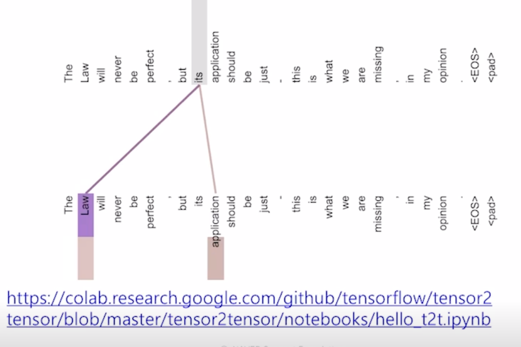 The Law will never be perfect , but its application should be just - this is what we are missing , in my opinion . <EOS> <pad>
The Law will never be perfect , but its application should be just - this is what we are missing , in my opinion . <EOS> <pad>
https://colab.research.google.com/github/tensorflow/tensor2
tensor/blob/master/tensor2tensor/notebooks/hello_t2t.ipynb